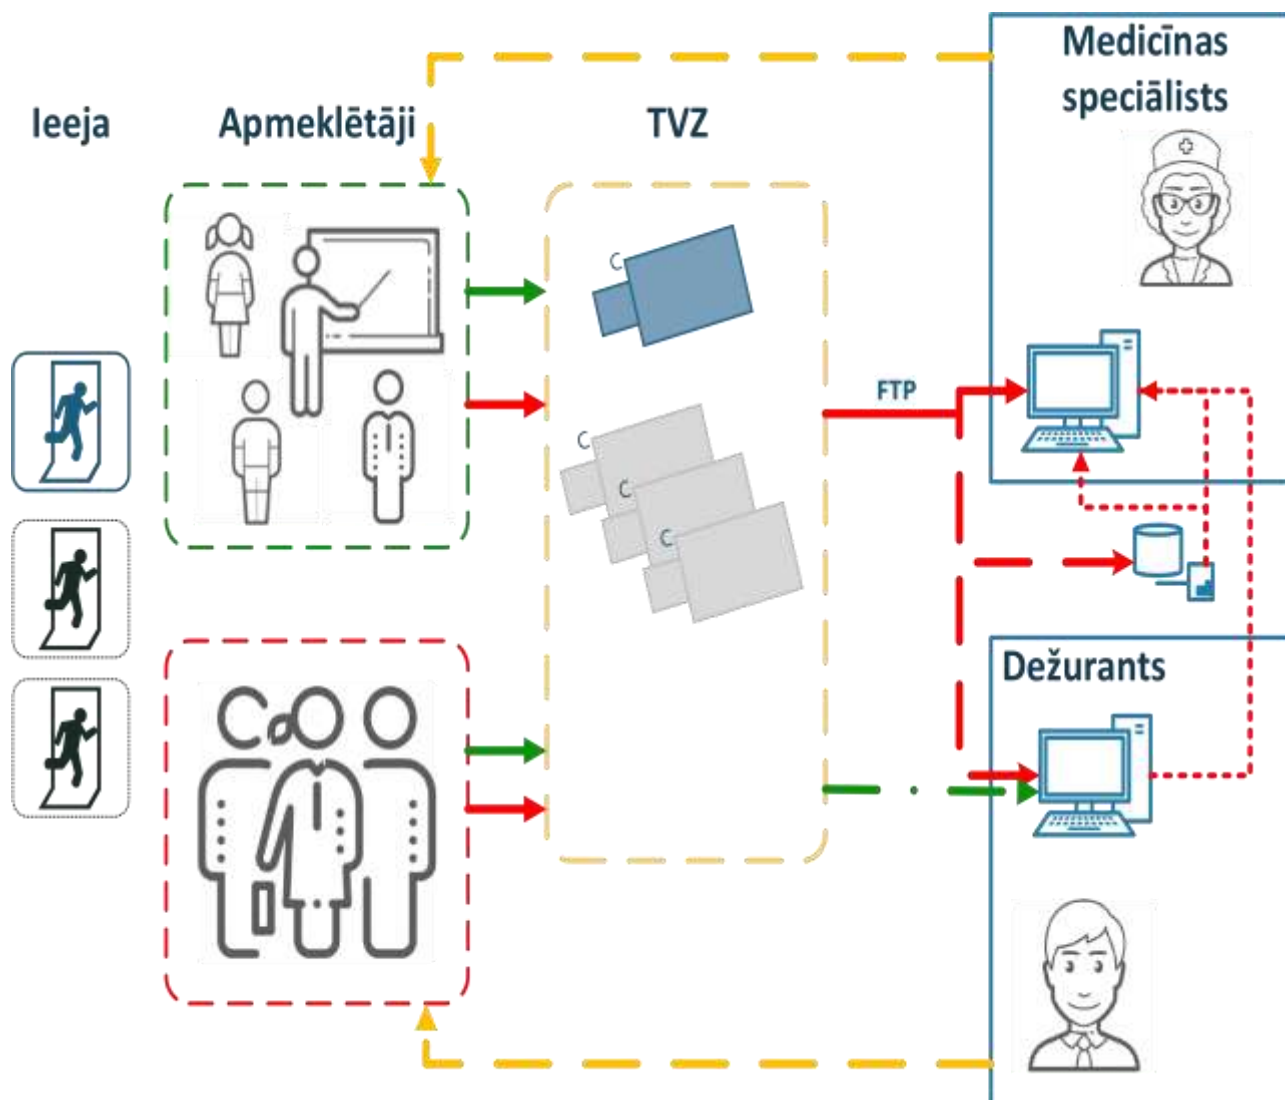 Ieeja
Apmeklētāji
TVZ
Medicīnas
speciālists
C
C
C
C
FTP
Dežurants